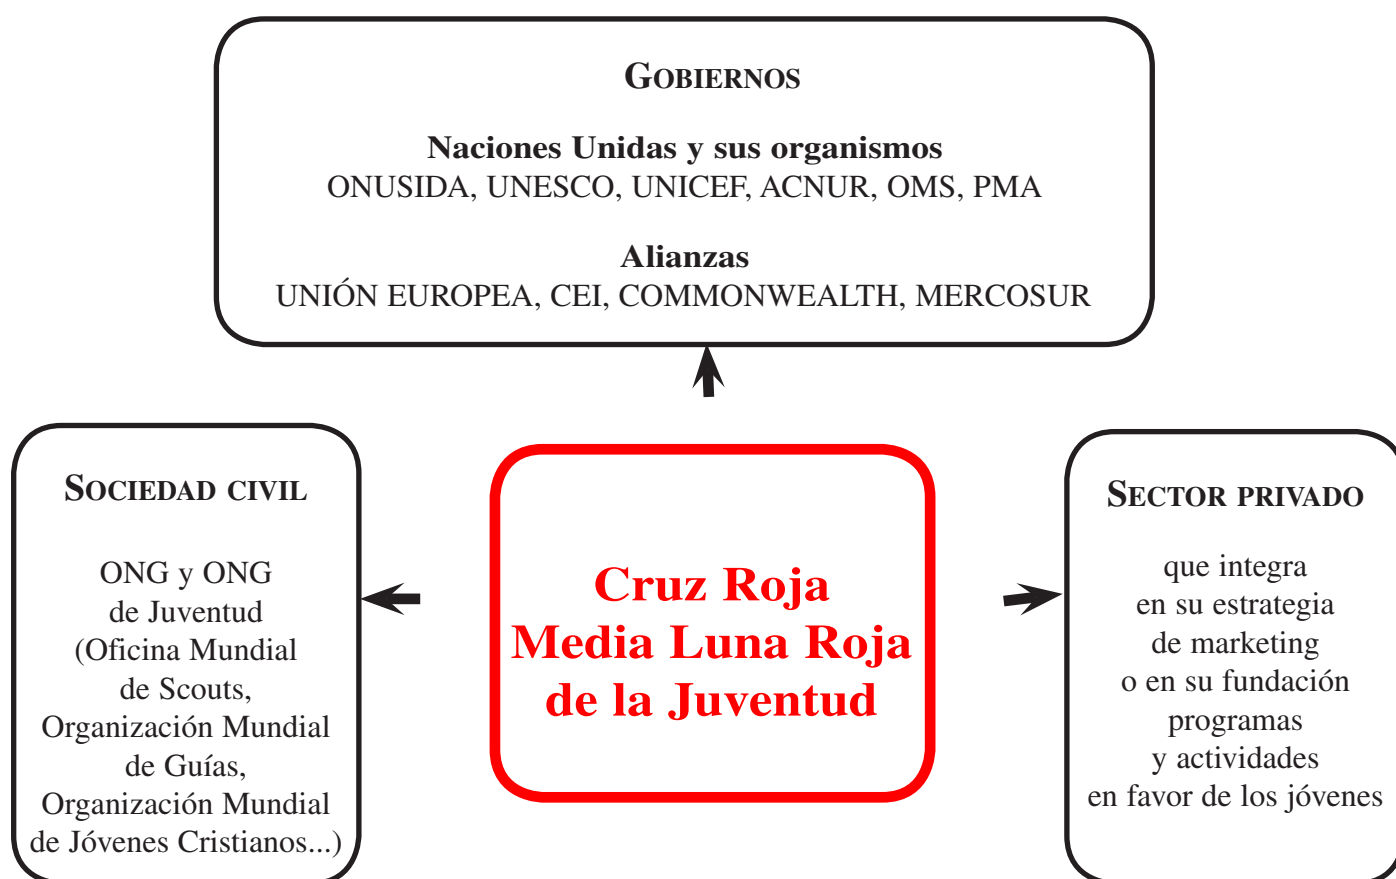 GOBIERNOS
Naciones Unidas y sus organismos
ONUSIDA, UNESCO, UNICEF, ACNUR, OMS, PMA
Alianzas
UNIÓN EUROPEA, CEI, COMMONWEALTH, MERCOSUR
SOCIEDAD CIVIL
ONG y ONG
de Juventud
(Oficina Mundial
de Scouts,
Organización Mundial
de Guías,
Organización Mundial
de Jóvenes Cristianos...)
Cruz Roja
Media Luna Roja
de la Juventud
SECTOR PRIVADO
que integra
en su estrategia
de marketing
o en su fundación
programas
y actividades
en favor de los jóvenes